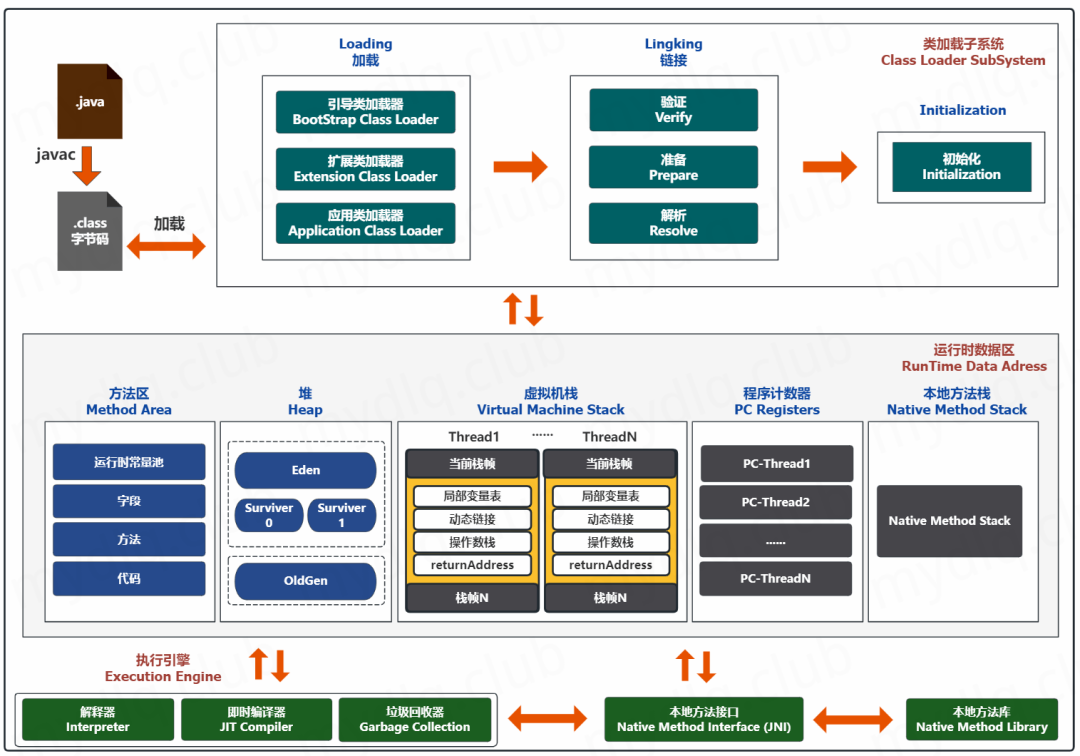 Loading
加载
Lingking
链接
类加载子系统
Class Loader SubSystem
.java
引导类加载器
BootStrap Class Loader
验证
Verify
Initialization
javac
扩展类加载器
Extension Class Loader
准备
Prepare
初始化
Initialization
.class
字节码
加载
应用类加载器
Application Class Loader
解析
Resolve
运行时数据区
RunTime Data Adress
方法区
Method Area
堆
Heap
虚拟机栈
Virtual Machine Stack
程序计数器
PC Registers
本地方法栈
Native Method Stack
运行时常量池
字段
方法
代码
Eden
Surviver
0
Surviver
1
OldGen
Thread1
······
ThreadN
当前栈帧
局部变量表
动态链接
操作数栈
returnAddress
栈帧N
当前栈帧
局部变量表
动态链接
操作数栈
returnAddress
栈帧N
PC-Thread1
PC-Thread2
······
PC-ThreadN
Native Method Stack
执行引擎
Execution Engine
解释器
Interpreter
即时编译器
JIT Compiler
垃圾回收器
Garbage Collection
本地方法接口
Native Method Interface (JNI)
本地方法库
Native Method Library
mydlq.club